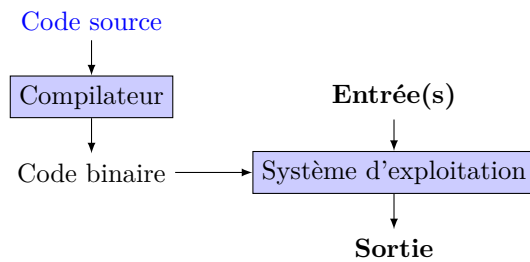 Code source
Compilateur
Entrée(s)
Code binaire
Système d'exploitation
Sortie